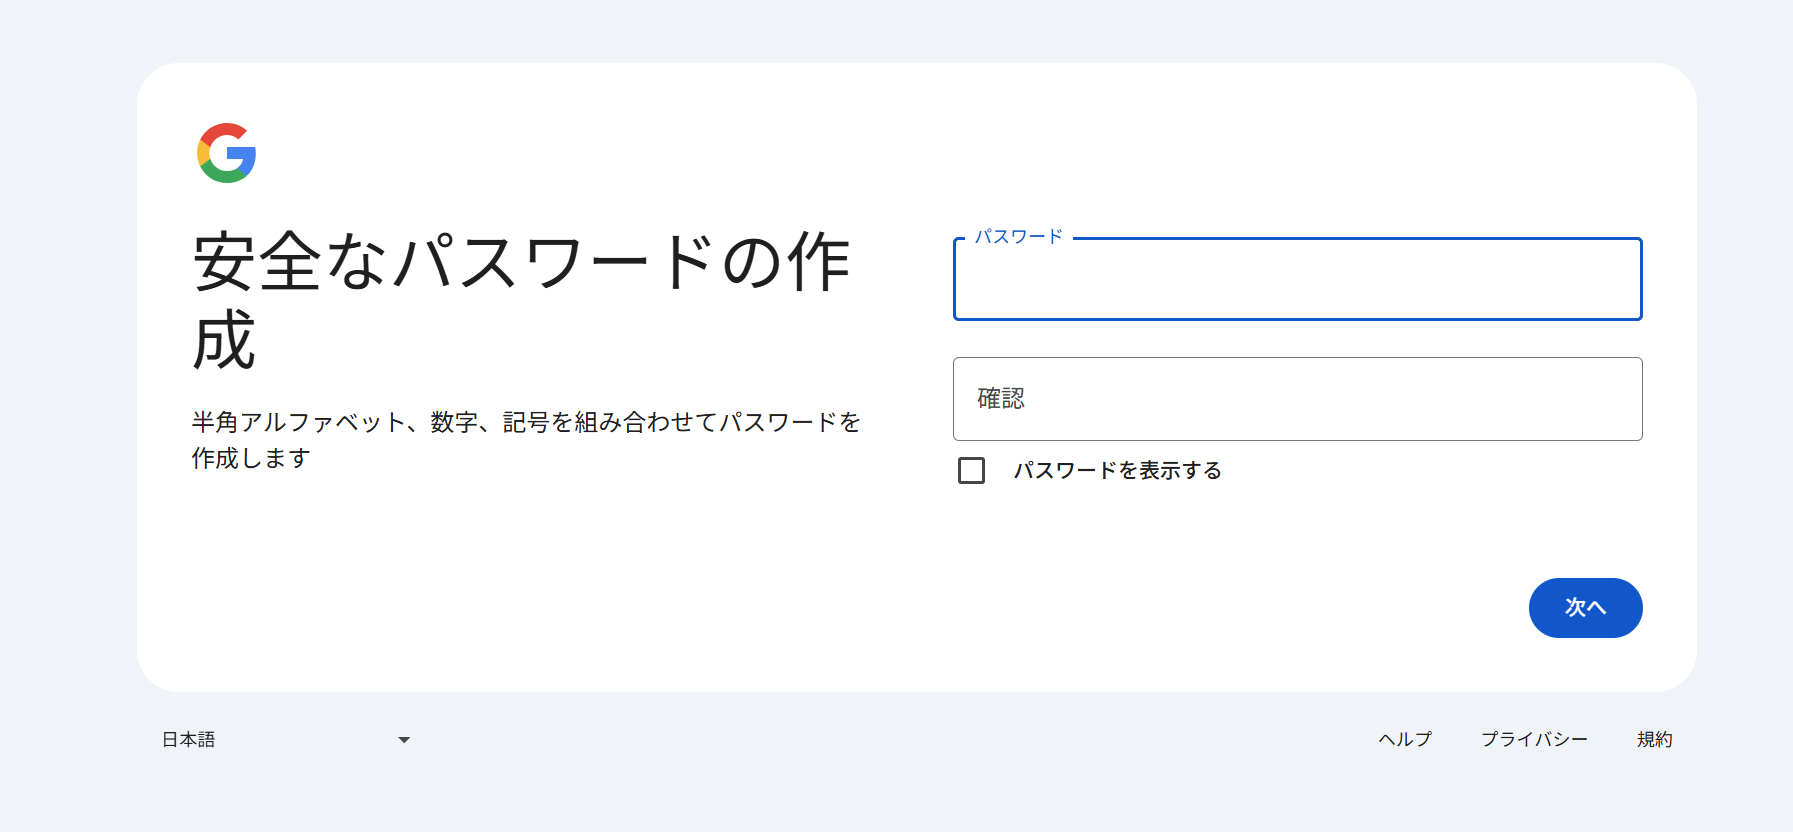 安全なパスワードの作
成
半角アルファベット、数字、記号を組み合わせてパスワードを
作成します
パスワード
確認
パスワードを表示する
次へ
日本語
ヘルプ プライバシー 規約